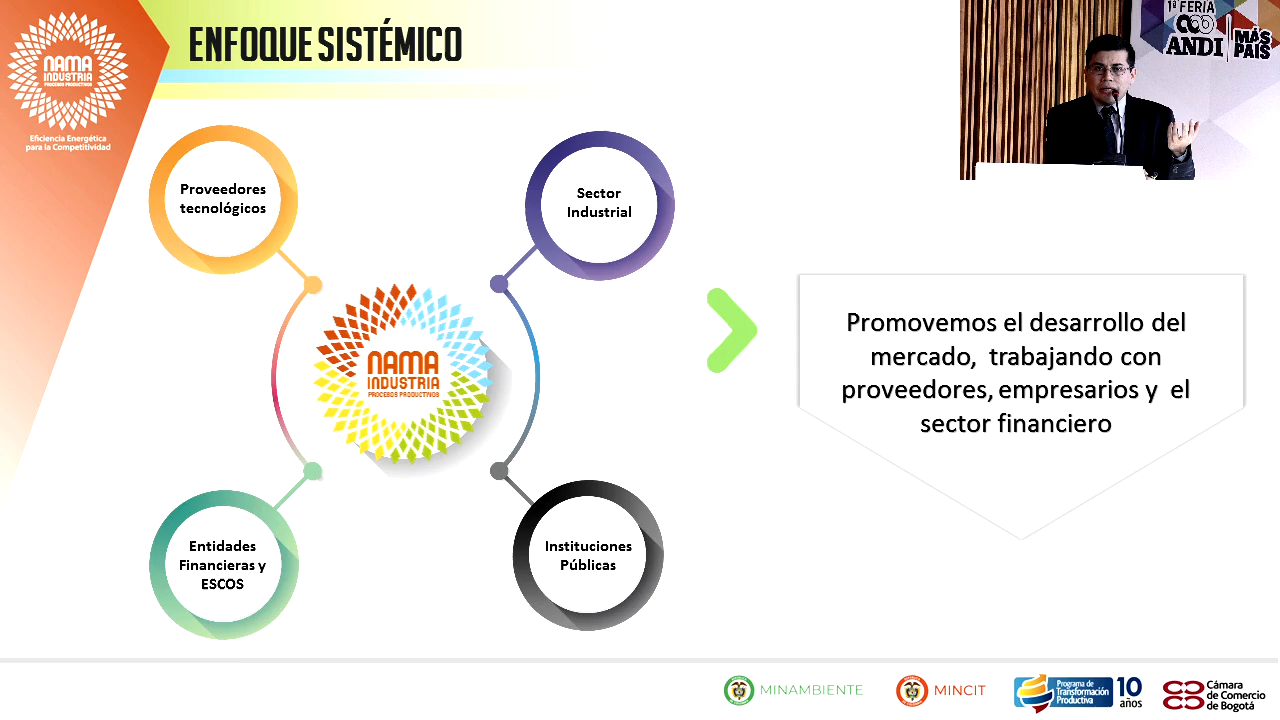 NAMA
INDUSTRIA
PROCESOS PRODUCTIVOS
Eficiencia Energética
para la Competitividad
ENFOQUE SISTÉMICO
1ª FERIA
ANDI
MÁS
PAÍS
Proveedores
tecnológicos
Sector
Industrial
NAMA
INDUSTRIA
PROCESOS PRODUCTIVOS
Entidades
Financieras y
ESCOS
Instituciones
Públicas
Promovemos el desarrollo del
mercado, trabajando con
proveedores, empresarios y el
sector financiero
MINAMBIENTE
MINCIT
Programa de
Transformación
Productiva
10
años
Cámara
de Comercio
de Bogotá